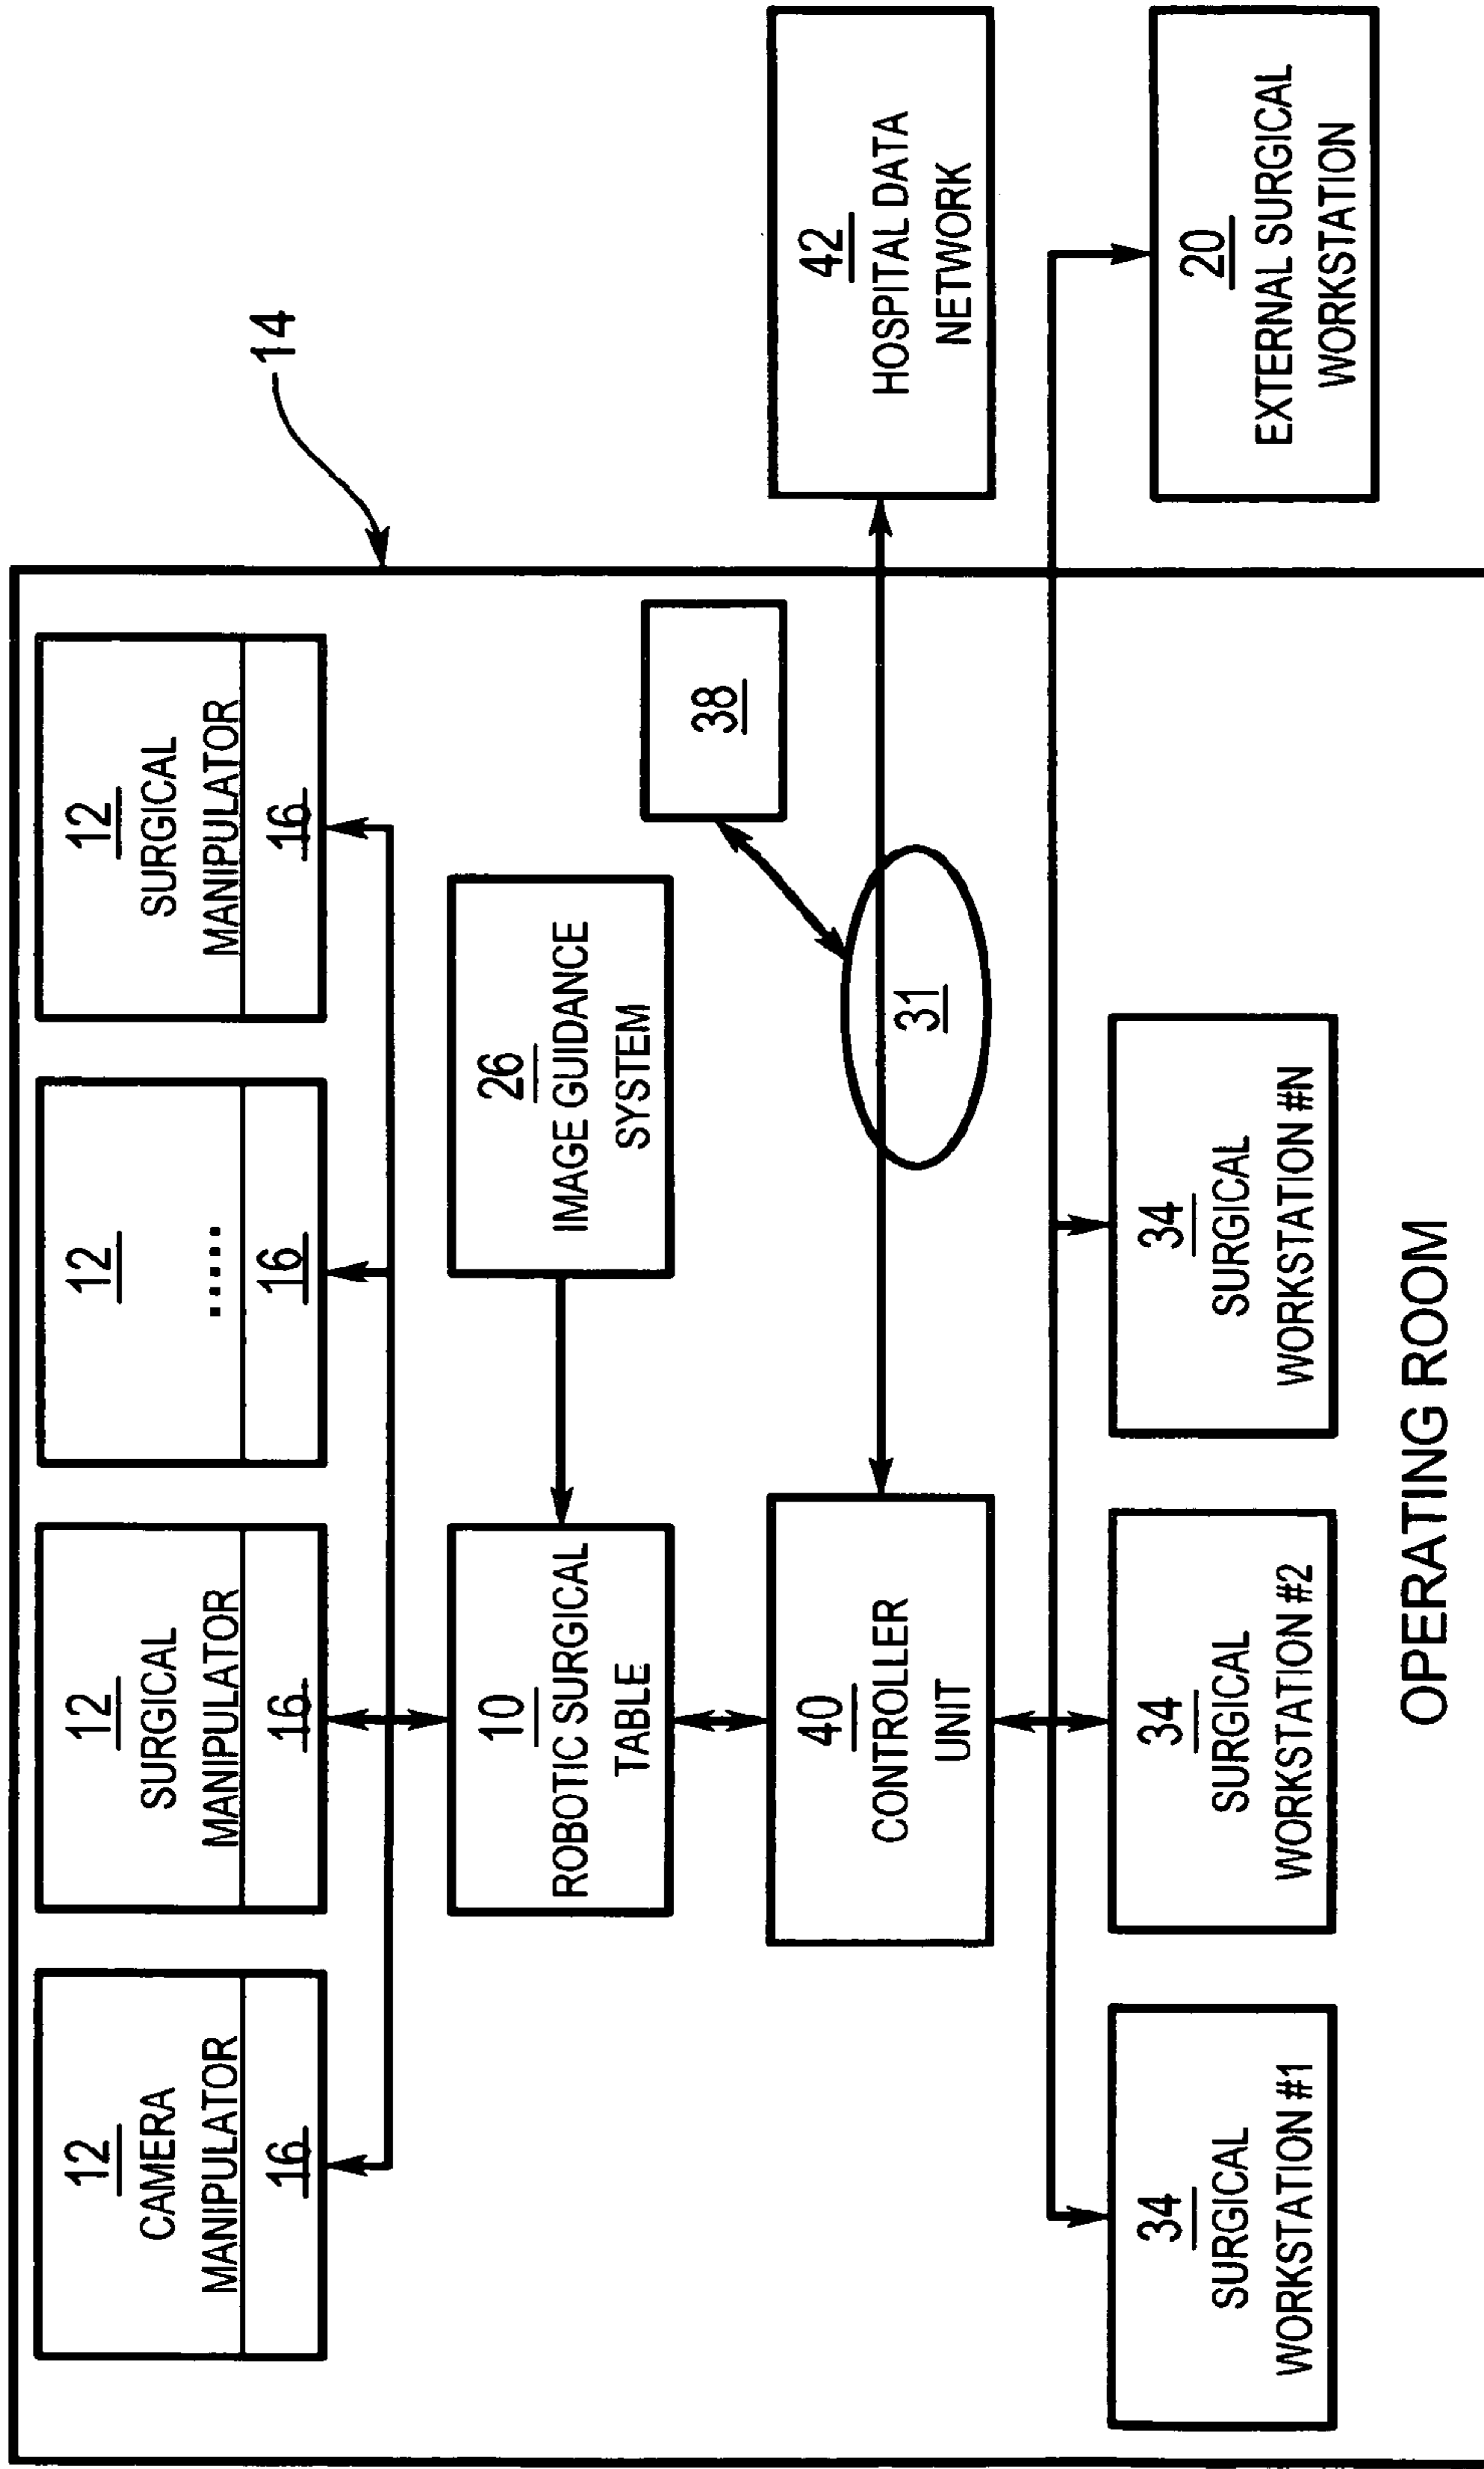 14
12
CAMERA
MANIPULATOR
16
12
SURGICAL
MANIPULATOR
16
12
.....
16
12
SURGICAL
MANIPULATOR
16
10
ROBOTIC SURGICAL
TABLE
26
IMAGE GUIDANCE
SYSTEM
38
40
CONTROLLER
UNIT
31
42
HOSPITAL DATA
NETWORK
34
SURGICAL
WORKSTATION #1
34
SURGICAL
WORKSTATION #2
34
SURGICAL
WORKSTATION #N
20
EXTERNAL SURGICAL
WORKSTATION
OPERATING ROOM